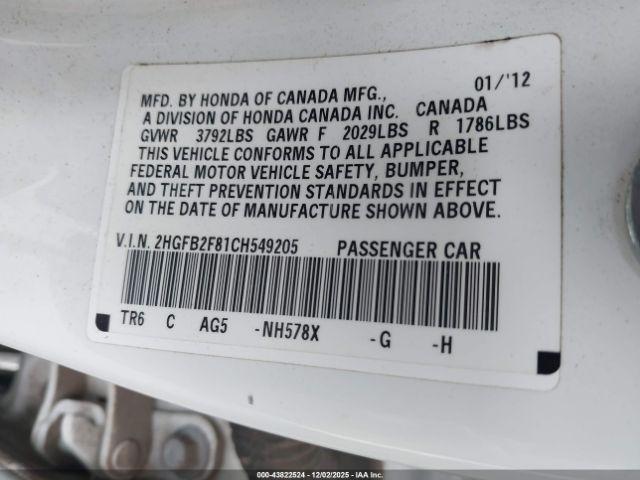 01/'12
MFD. BY HONDA OF CANADA MFG.,
A DIVISION OF HONDA CANADA INC. CANADA
GVWR 3792LBS GAWR F 2029LBS R 1786LBS
THIS VEHICLE CONFORMS TO ALL APPLICABLE
FEDERAL MOTOR VEHICLE SAFETY, BUMPER,
AND THEFT PREVENTION STANDARDS IN EFFECT
ON THE DATE OF MANUFACTURE SHOWN ABOVE.
V.I.N. 2HGFB2F81CH549205 PASSENGER CAR
TR6 C AG5 -NH578X -G -H
000-43822524 | 12/02/2025 | IAA Inc.